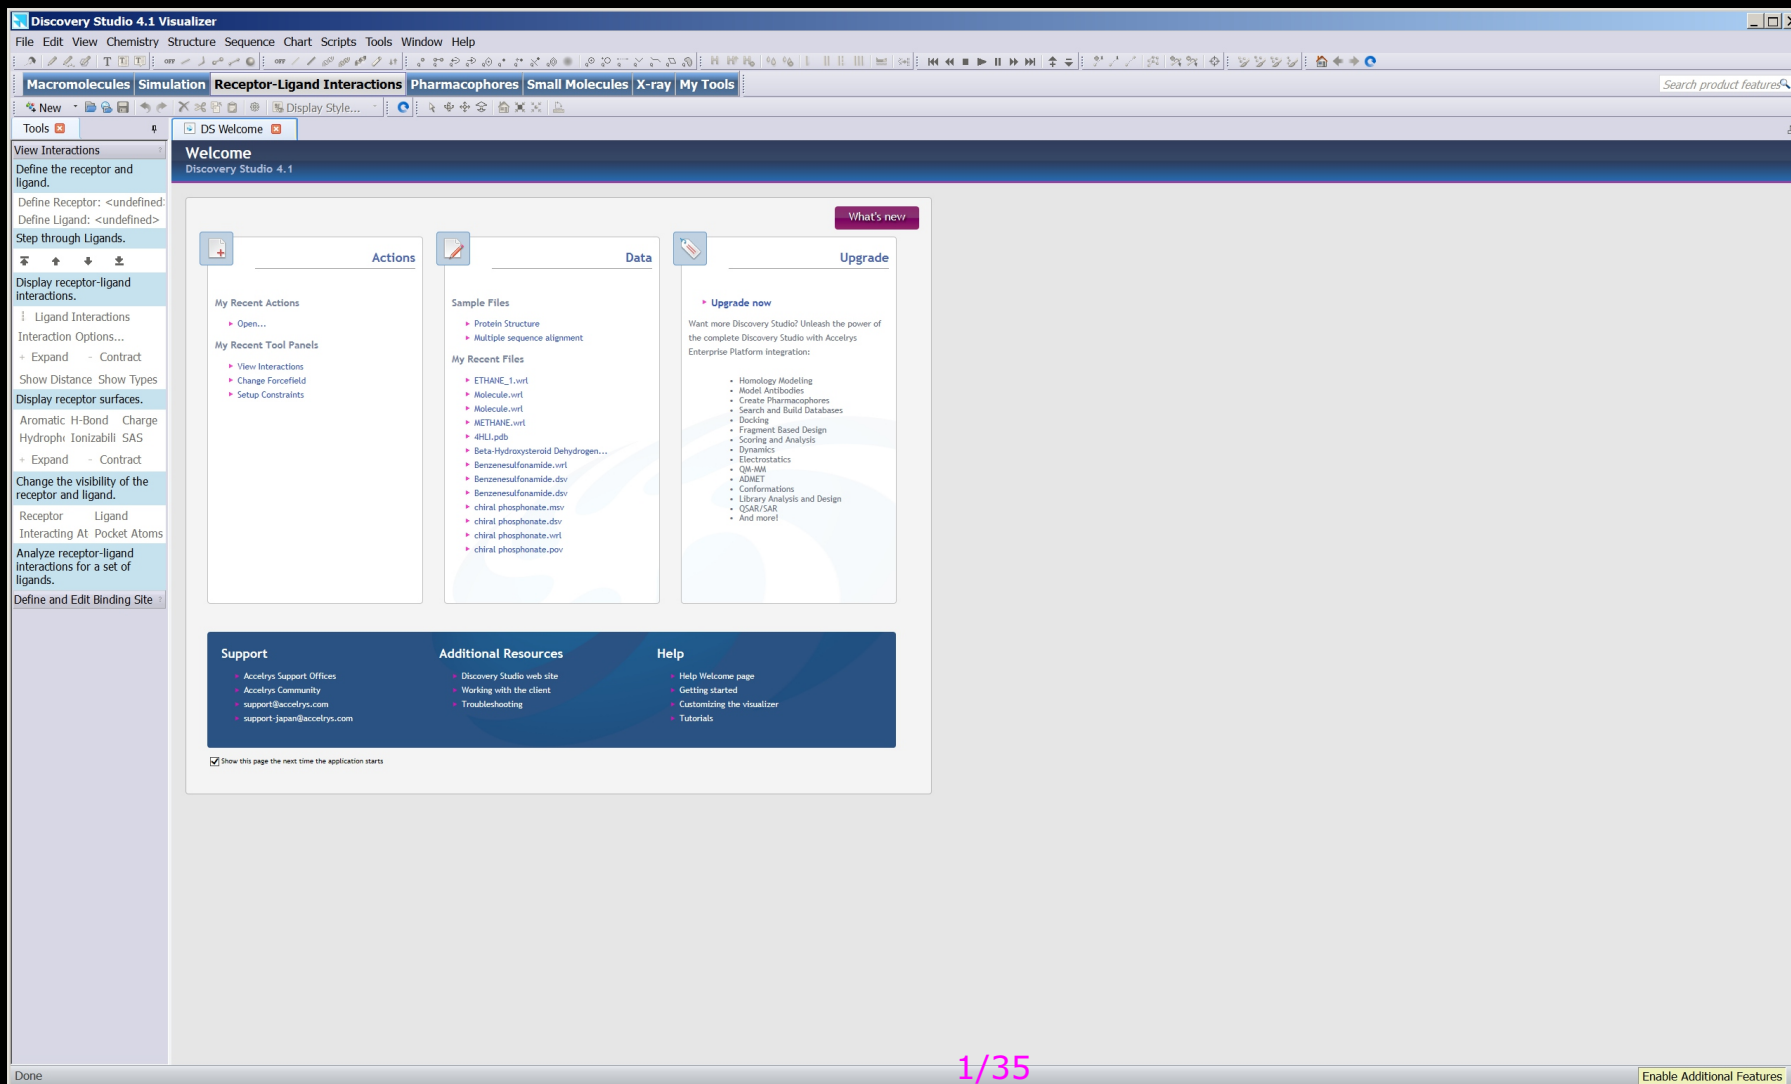 Discovery Studio 4.1 Visualizer
File Edit View Chemistry Structure Sequence Chart Scripts Tools Window Help
Macromolecules Simulation Receptor-Ligand Interactions Pharmacophores Small Molecules X-ray My Tools
Search product features
New Display Style...
Tools
DS Welcome
View Interactions
Define the receptor and
ligand.
Define Receptor: <undefined:
Define Ligand: <undefined>
Step through Ligands.
Display receptor-ligand
interactions.
Ligand Interactions
Interaction Options...
+ Expand - Contract
Show Distance Show Types
Display receptor surfaces.
Aromatic H-Bond Charge
Hydroph Ionizabili SAS
+ Expand - Contract
Change the visibility of the
receptor and ligand.
Receptor Ligand
Interacting At Pocket Atoms
Analyze receptor-ligand
interactions for a set of
ligands.
Define and Edit Binding Site
Welcome
Discovery Studio 4.1
What's new
Actions
My Recent Actions
Open...
My Recent Tool Panels
View Interactions
Change Forcefield
Setup Constraints
Data
Sample Files
Protein Structure
Multiple sequence alignment
My Recent Files
ETHANE_1.wrl
Molecule.wrl
Molecule.wrl
METHANE.wrl
4HLI.pdb
Beta-Hydroxysteroid Dehydrogen...
Benzenesulfonamide.wrl
Benzenesulfonamide.dsv
Benzenesulfonamide.dsv
chiral phosphonate.msv
chiral phosphonate.dsv
chiral phosphonate.wrl
chiral phosphonate.pov
Upgrade
Upgrade now
Want more Discovery Studio? Unleash the power of
the complete Discovery Studio with Accelrys
Enterprise Platform integration:
• Homology Modeling
• Model Antibodies
• Create Pharmacophores
• Search and Build Databases
• Docking
• Fragment Based Design
• Scoring and Analysis
• Dynamics
• Electrostatics
• QM-MM
• ADMET
• Conformations
• Library Analysis and Design
• QSAR/SAR
• And more!
Support
Accelrys Support Offices
Accelrys Community
support@accelrys.com
support-japan@accelrys.com
Additional Resources
Discovery Studio web site
Working with the client
Troubleshooting
Help
Help Welcome page
Getting started
Customizing the visualizer
Tutorials
Show this page the next time the application starts
1/35
Done
Enable Additional Features